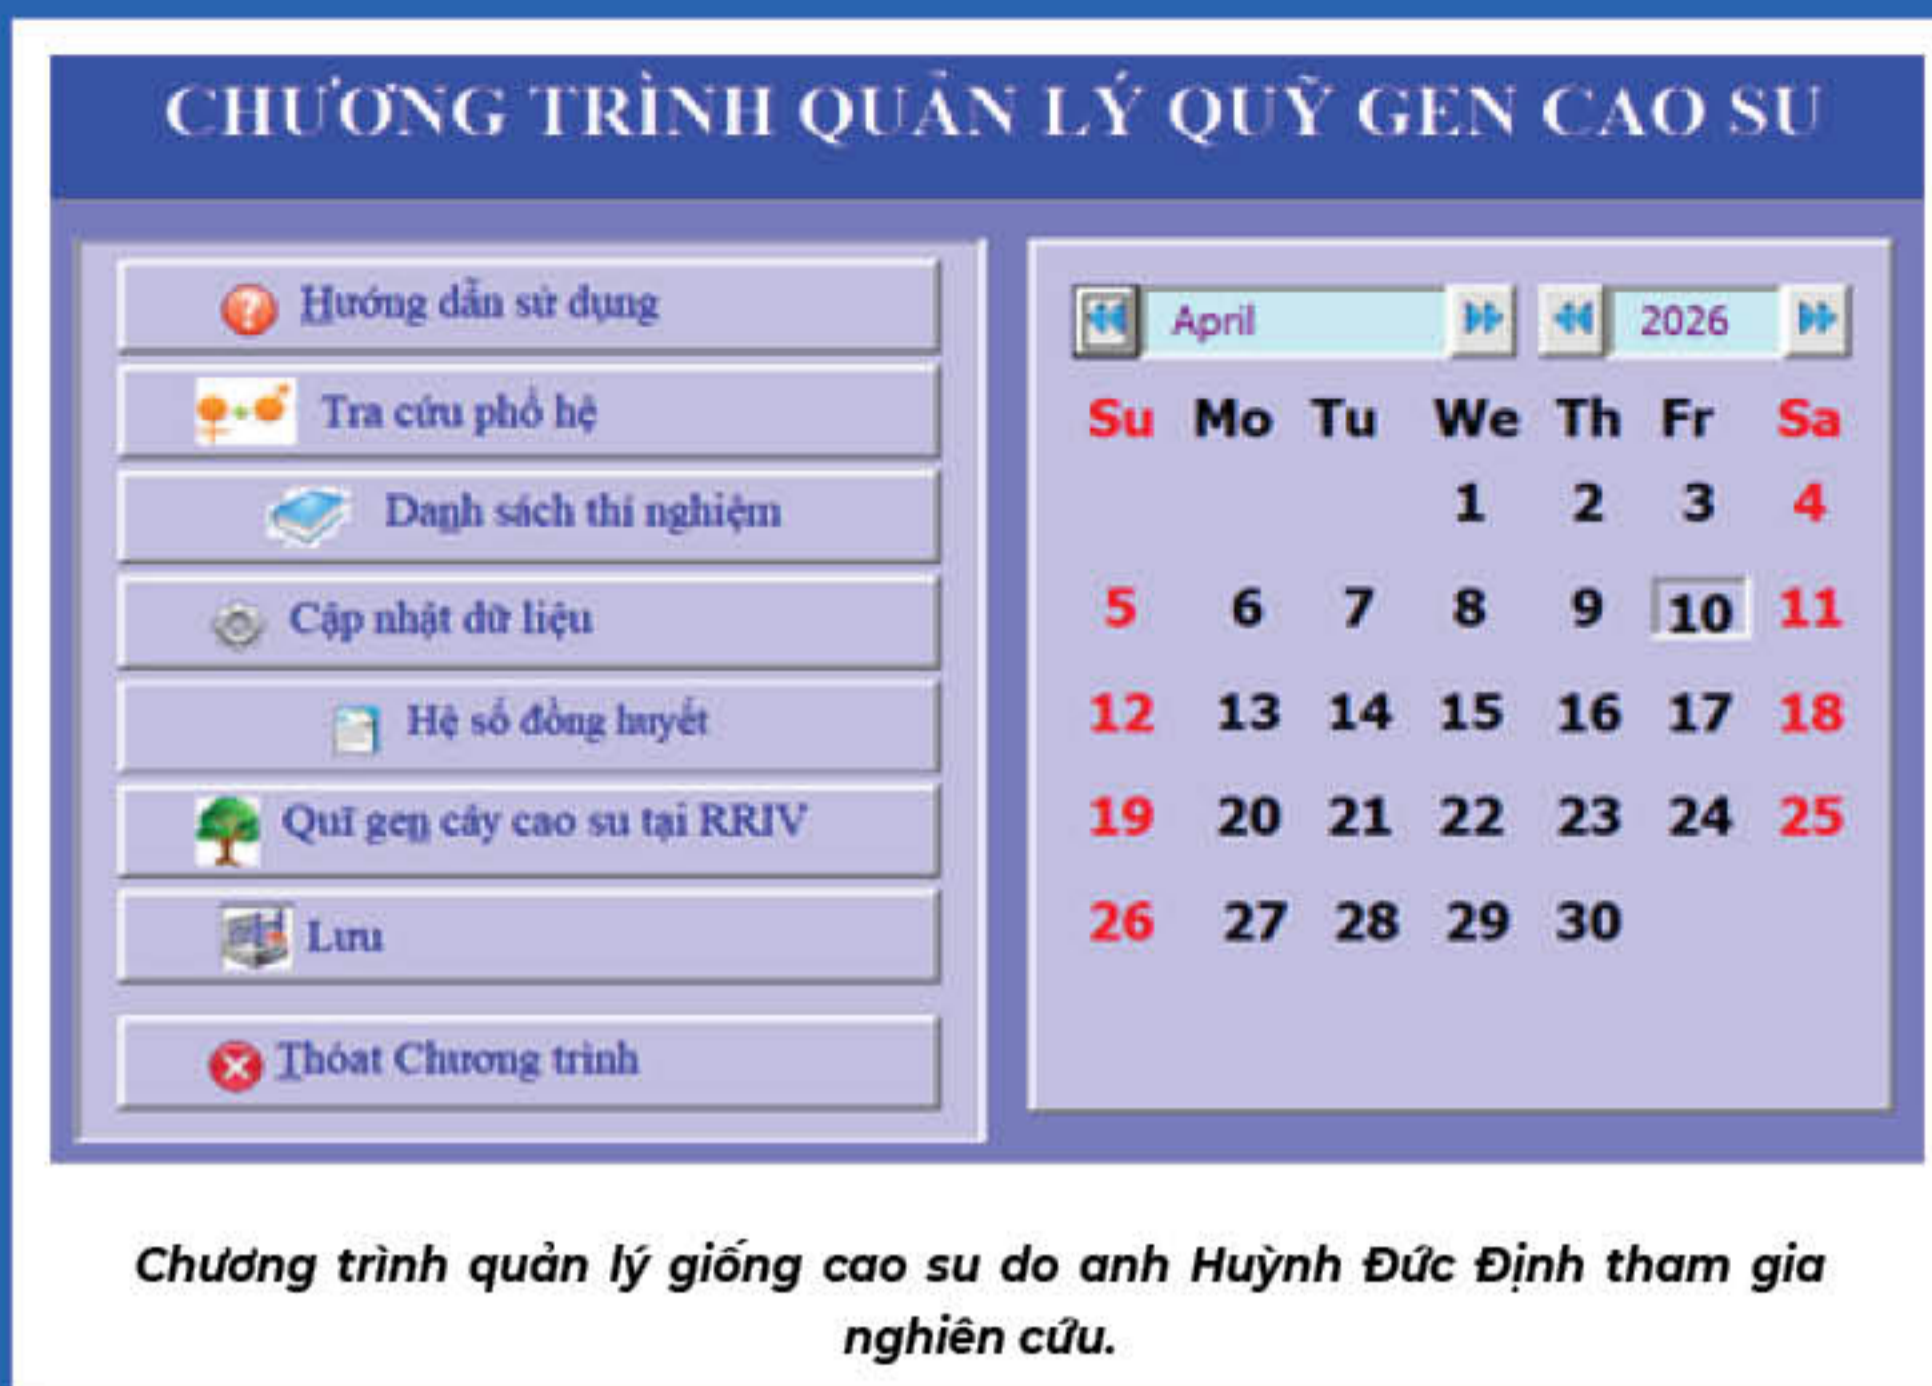 CHƯƠNG TRÌNH QUẢN LÝ QUỸ GEN CAO SU
Hướng dẫn sử dụng
Tra cứu phổ hệ
Danh sách thí nghiệm
Cập nhật dữ liệu
Hệ số đồng huyết
Quĩ gen cây cao su tại RRIV
Lưu
Thóat Chương trình
April 2026
Su Mo Tu We Th Fr Sa
1 2 3 4
5 6 7 8 9 10 11
12 13 14 15 16 17 18
19 20 21 22 23 24 25
26 27 28 29 30
Chương trình quản lý giống cao su do anh Huỳnh Đức Định tham gia
nghiên cứu.